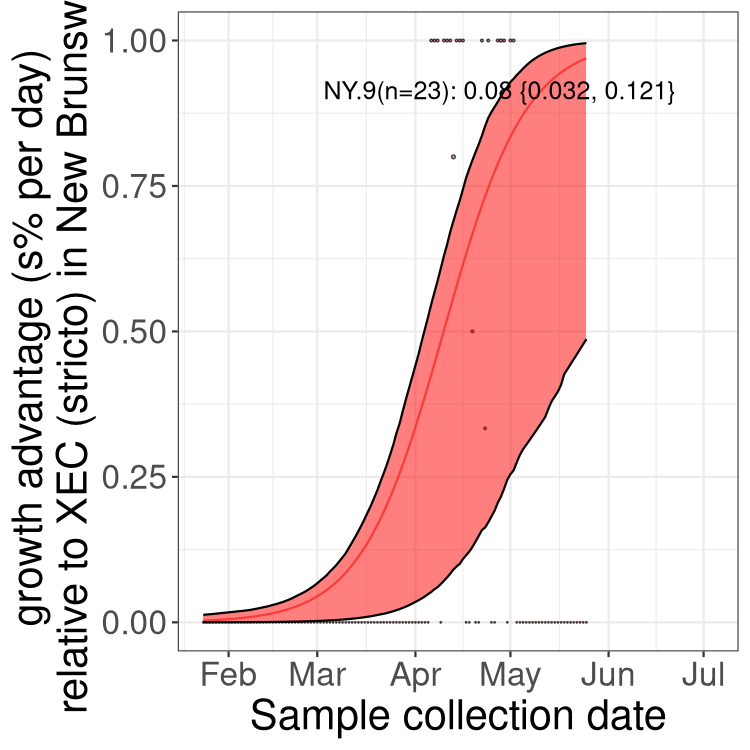 growth advantage (s% per day)
relative to XEC (stricto) in New Brunsw
1.00
0.75
0.50
0.25
0.00
NY.9(n=23): 0.08 {0.032, 0.121}
Feb Mar Apr May Jun Jul
Sample collection date